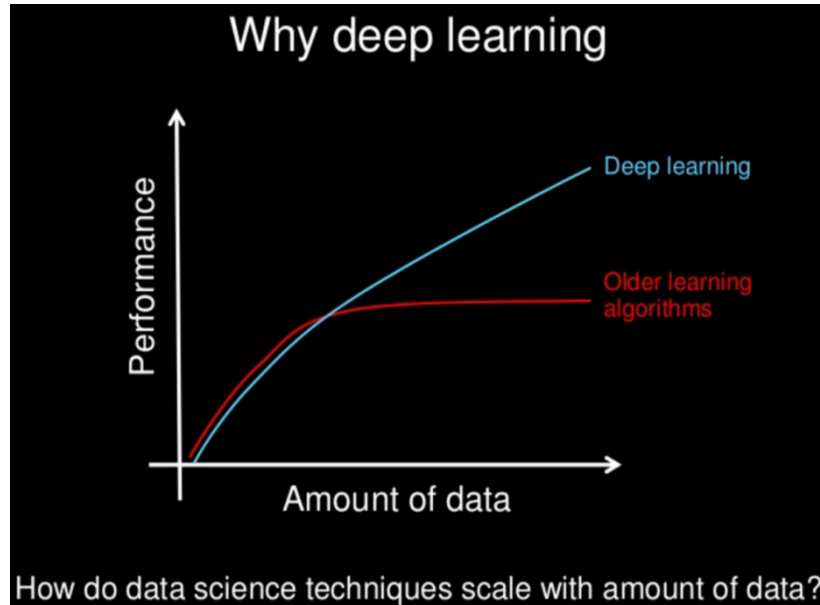 Why deep learning
Performance
Deep learning
Older learning
algorithms
Amount of data
How do data science techniques scale with amount of data?